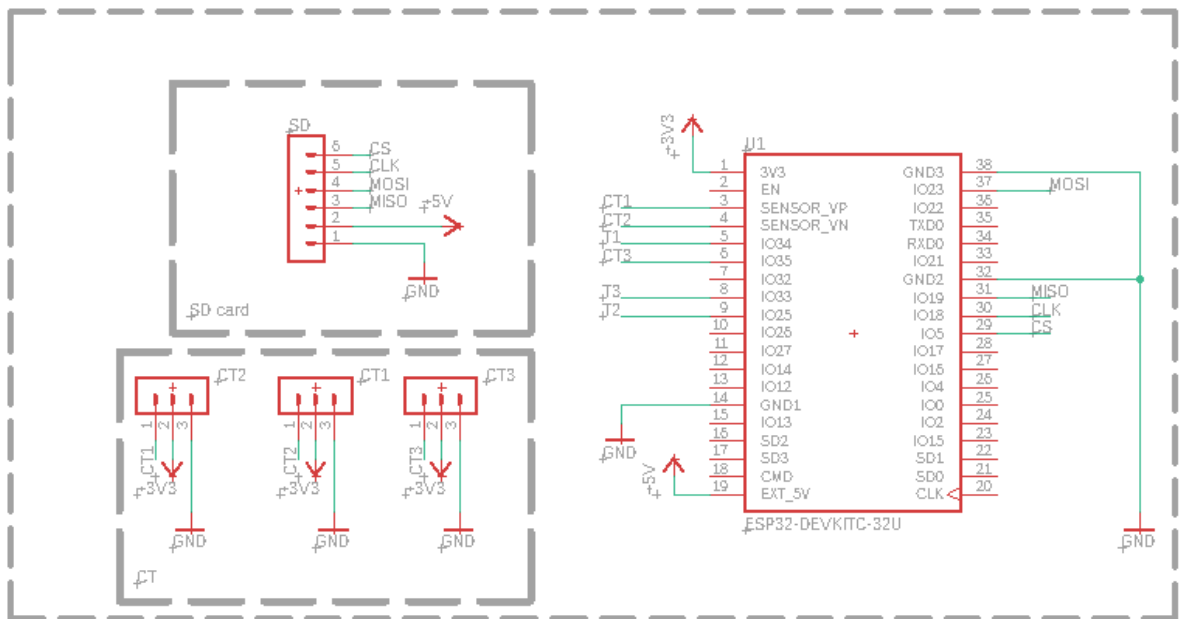 SD
6 CS
5 CLK
4 MOSI
3 MISO
2 +5V
1
GND
SD card
CT2
1 2 3
CT1
+3V3
GND
CT1
1 2 3
CT2
+3V3
GND
CT3
1 2 3
CT3
+3V3
GND
CT
+3V3
U1
1 3V3
2 EN
CT1 3 SENSOR_VP
CT2 4 SENSOR_VN
T1 5 IO34
CT3 6 IO35
7 IO32
T3 8 IO33
T2 9 IO25
10 IO26
11 IO27
12 IO14
13 IO12
14 GND1
15 IO13
16 SD2
17 SD3
18 CMD
19 EXT_5V
GND
+5V
GND3 38
IO23 37 MOSI
IO22 36
TXD0 35
RXD0 34
IO21 33
GND2 32
IO19 31 MISO
IO18 30 CLK
IO5 29 CS
IO17 28
IO16 27
IO4 26
IO0 25
IO2 24
IO15 23
SD1 22
SD0 21
CLK 20
ESP32-DEVKITC-32U
GND